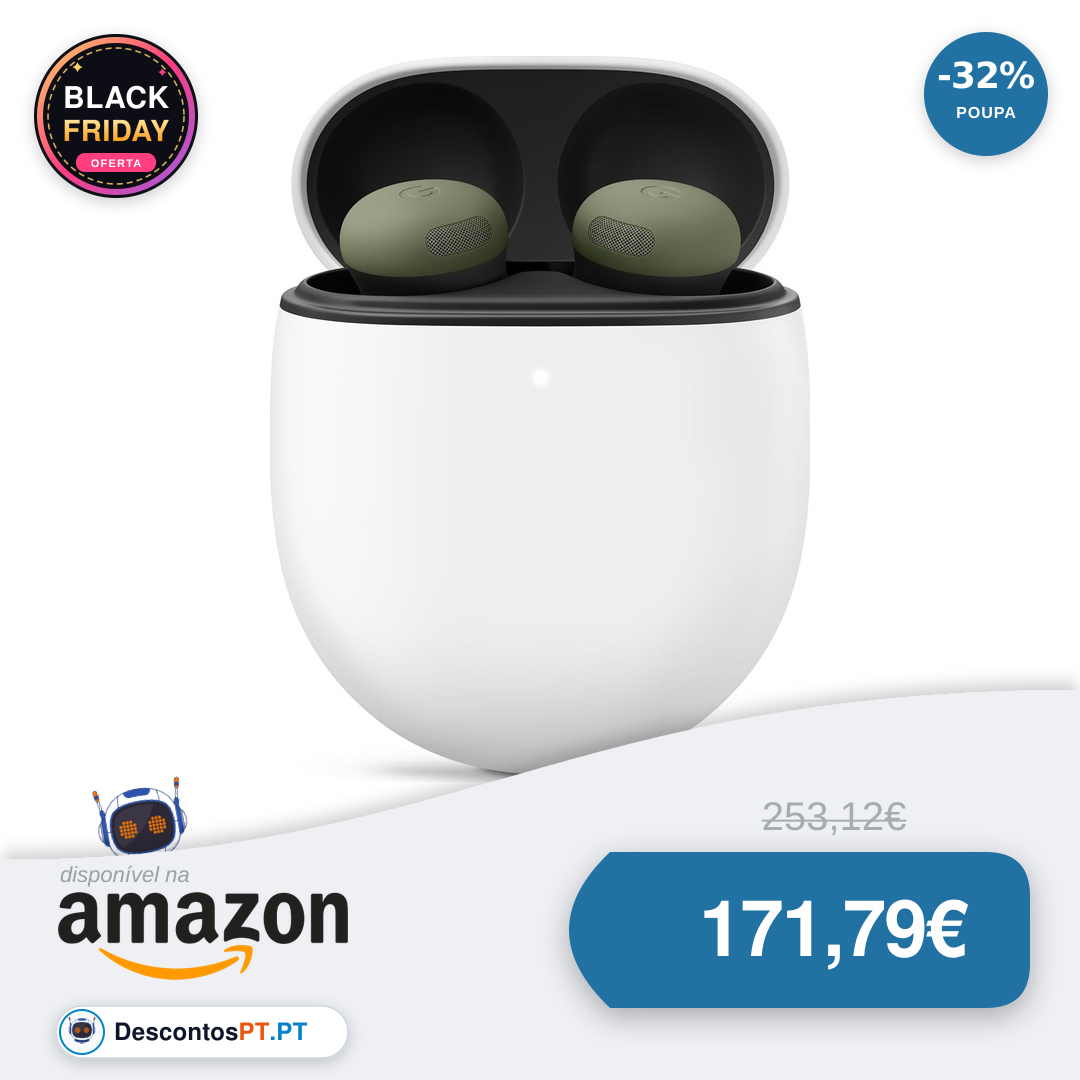 BLACK
FRIDAY
OFERTA
-32%
POUPA
253,12€
171,79€
disponível na
amazon
DescontosPT.PT